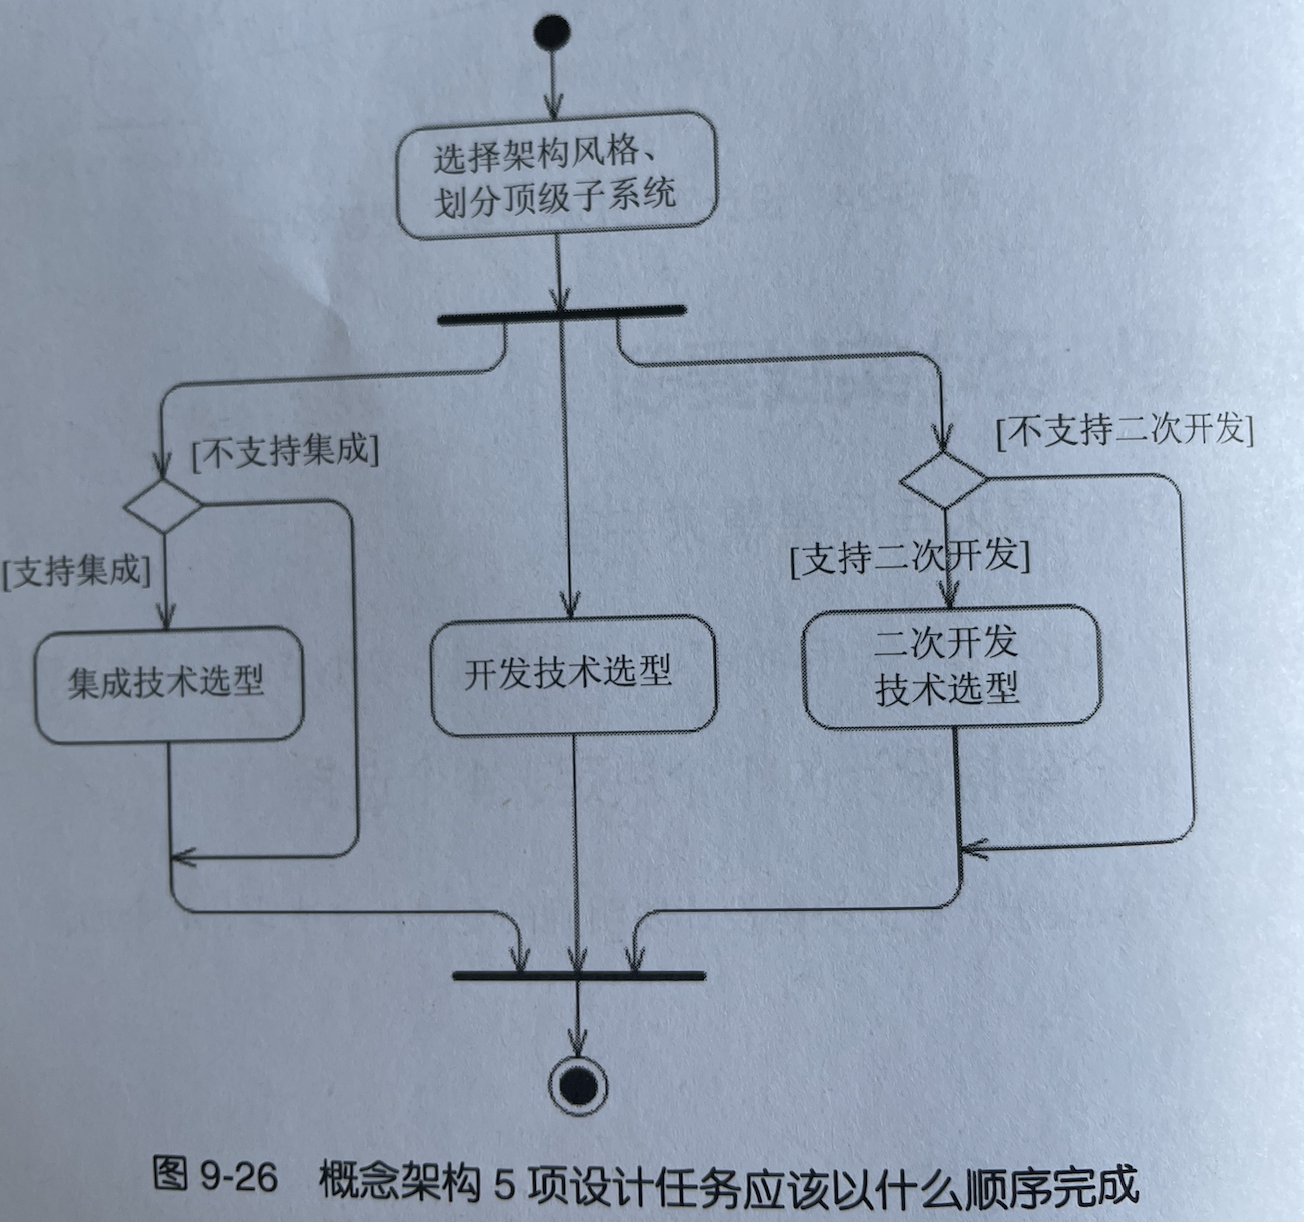 选择架构风格、
划分顶级子系统
[不支持集成]
[不支持二次开发]
[支持集成]
[支持二次开发]
集成技术选型
开发技术选型
二次开发
技术选型
图 9-26 概念架构 5 项设计任务应该以什么顺序完成